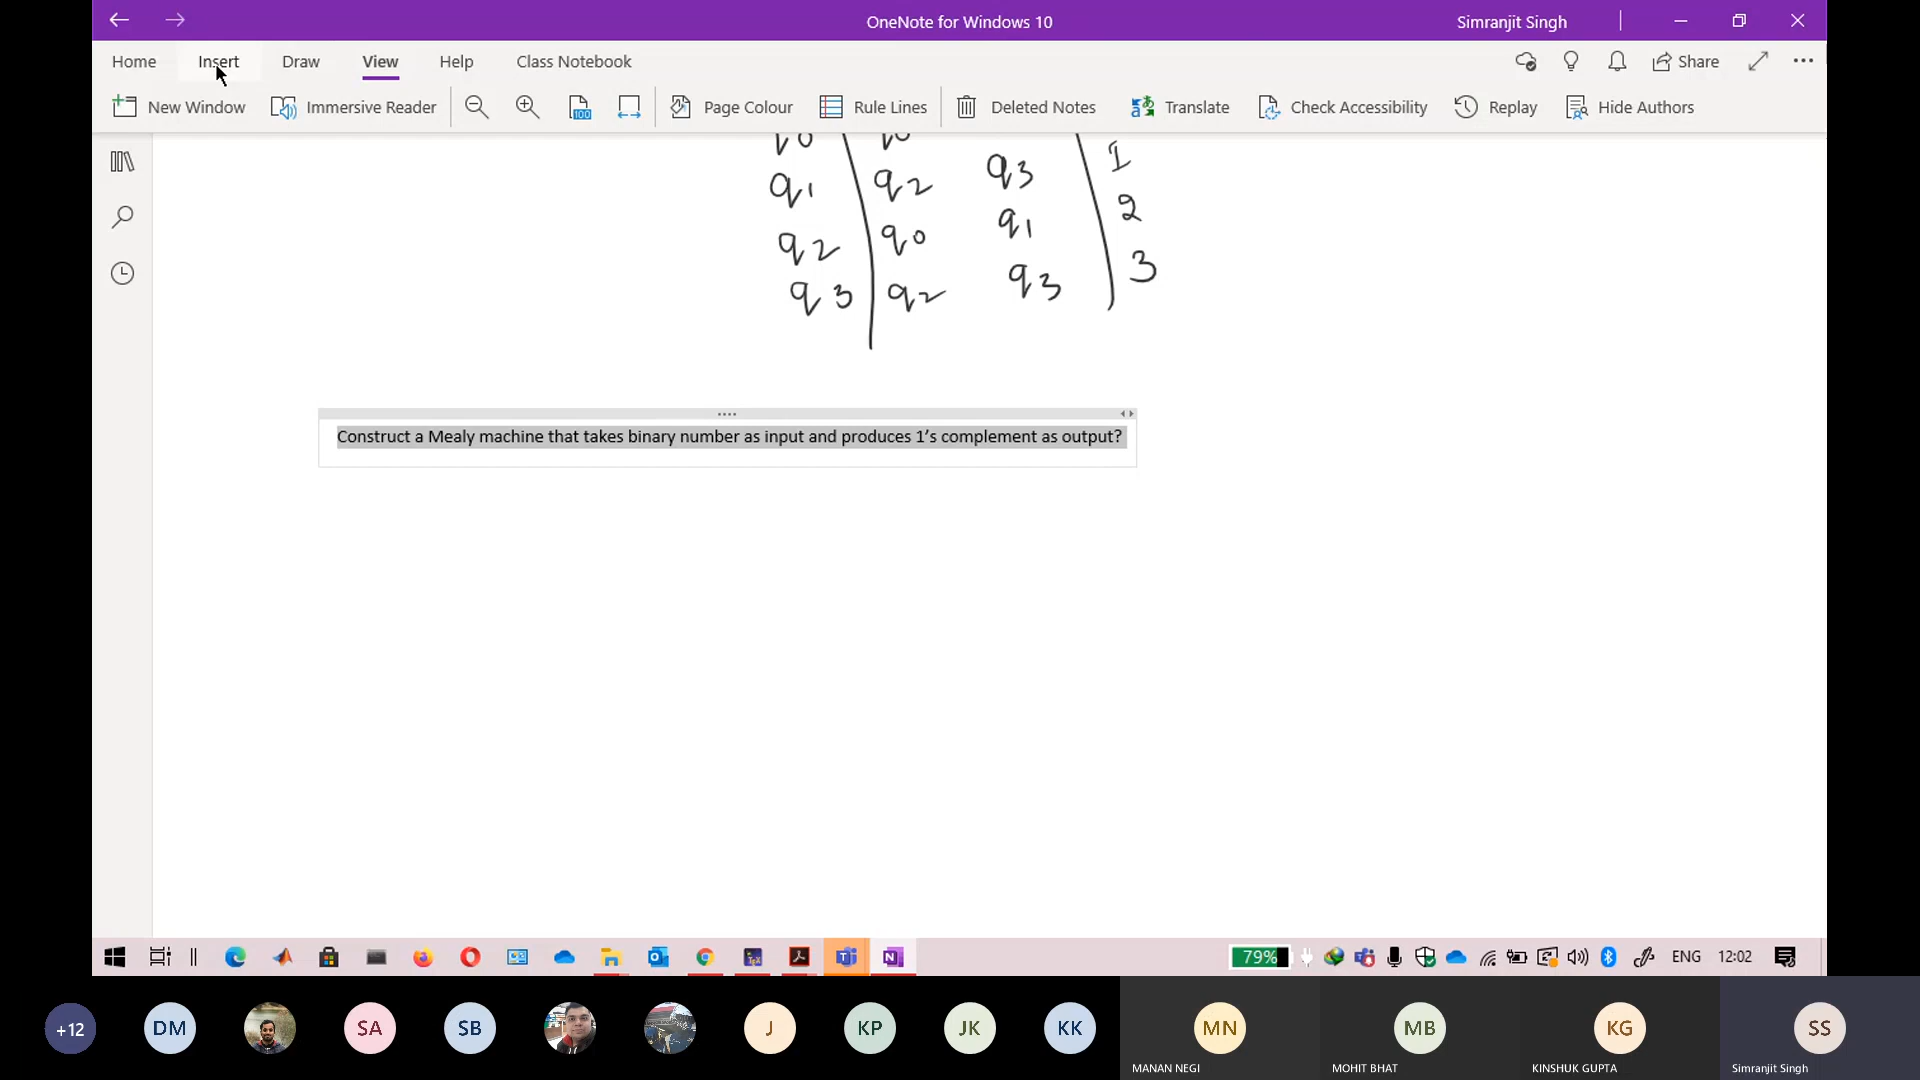 OneNote for Windows 10
Simranjit Singh
Home Insert Draw View Help Class Notebook Share
New Window Immersive Reader 100 Page Colour Rule Lines Deleted Notes Translate Check Accessibility Replay Hide Authors
q0 q0 1
q1 q2 q3 2
q2 q0 q1 3
q3 q2 q3
Construct a Mealy machine that takes binary number as input and produces 1’s complement as output?
79% ENG 12:02
+12 DM SA SB J KP JK KK MN MB KG SS
MANAN NEGI MOHIT BHAT KINSHUK GUPTA Simranjit Singh